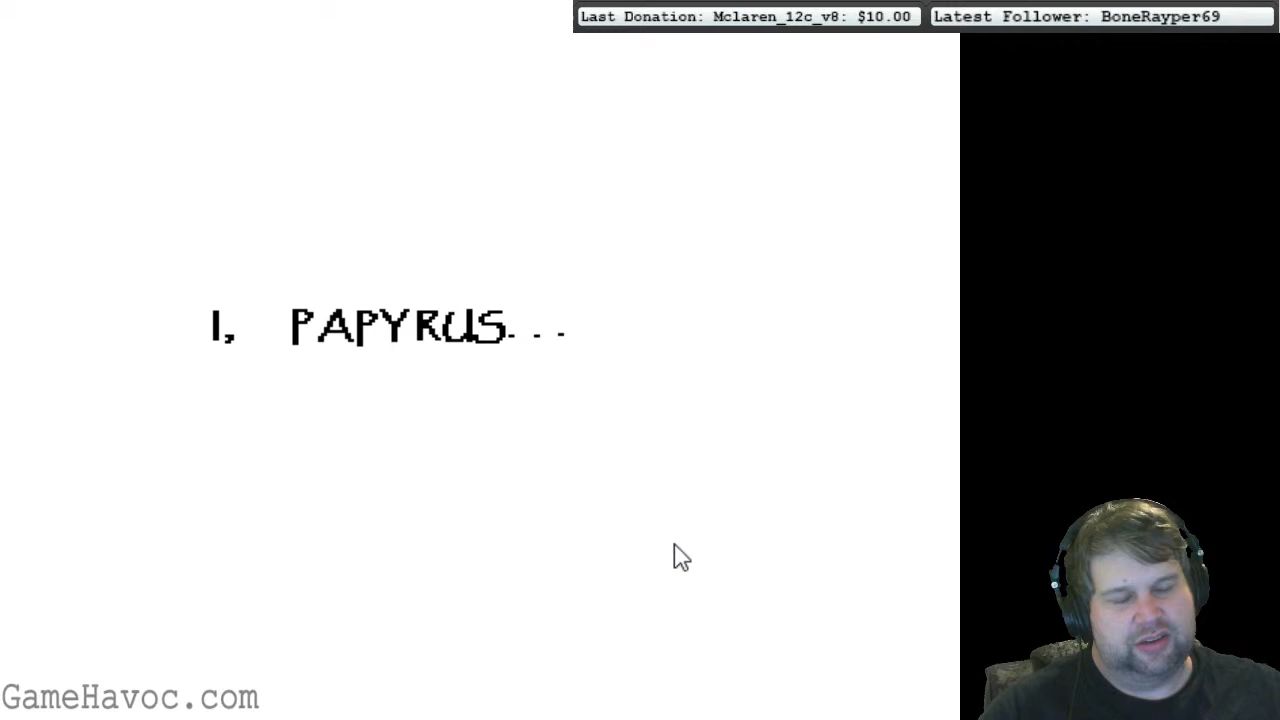 Last Donation: Mclaren_12c_v8: $10.00
Latest Follower: BoneRayper69
I, PAPYRUS...
GameHavoc.com